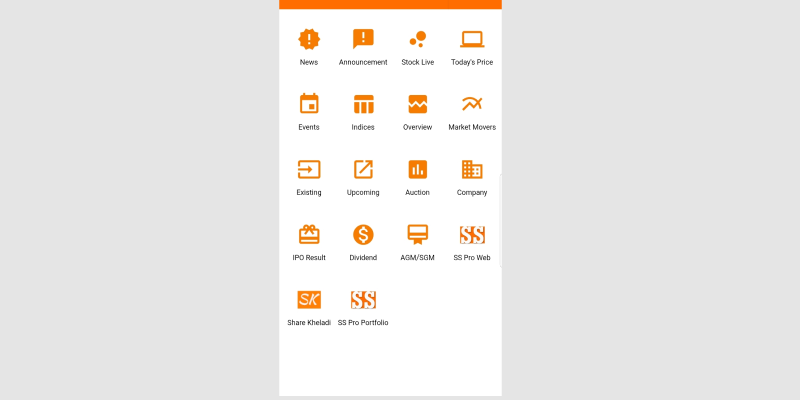 News Announcement Stock Live Today's Price
Events Indices Overview Market Movers
Existing Upcoming Auction Company
SS
IPO Result Dividend AGM/SGM SS Pro Web
SK SS
Share Kheladi SS Pro Portfolio